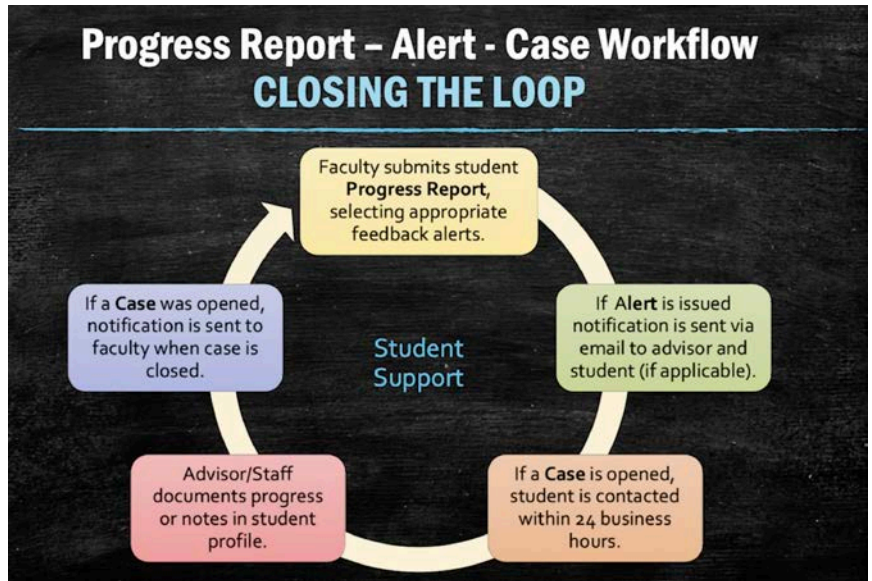 Progress Report – Alert - Case Workflow
CLOSING THE LOOP
Faculty submits student
Progress Report,
selecting appropriate
feedback alerts.
If Alert is issued
notification is sent via
email to advisor and
student (if applicable).
If a Case is opened,
student is contacted
within 24 business
hours.
Advisor/Staff
documents progress
or notes in student
profile.
If a Case was opened,
notification is sent to
faculty when case is
closed.
Student
Support